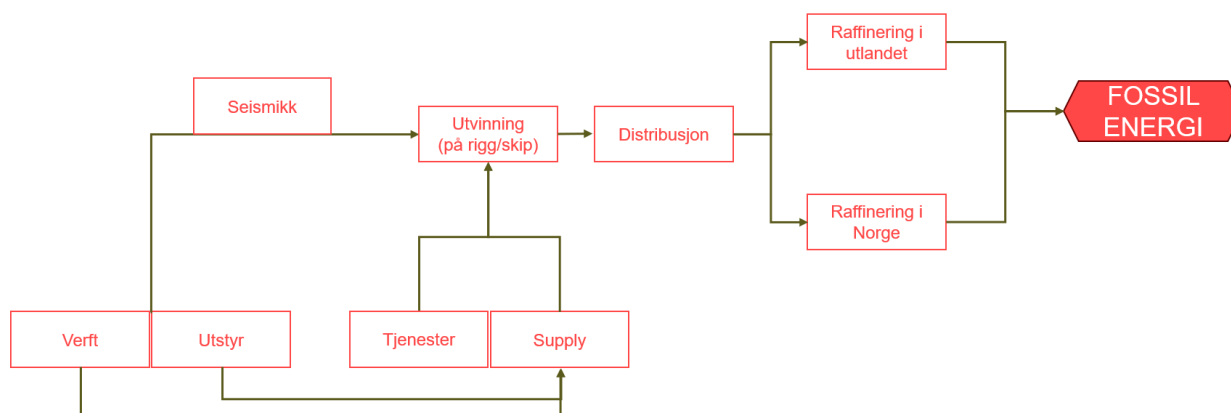 Raffinering i
utlandet
Seismikk
FOSSIL
ENERGI
Utvinning
(på rigg/skip)
Distribusjon
Raffinering i
Norge
Verft
Utstyr
Tjenester
Supply